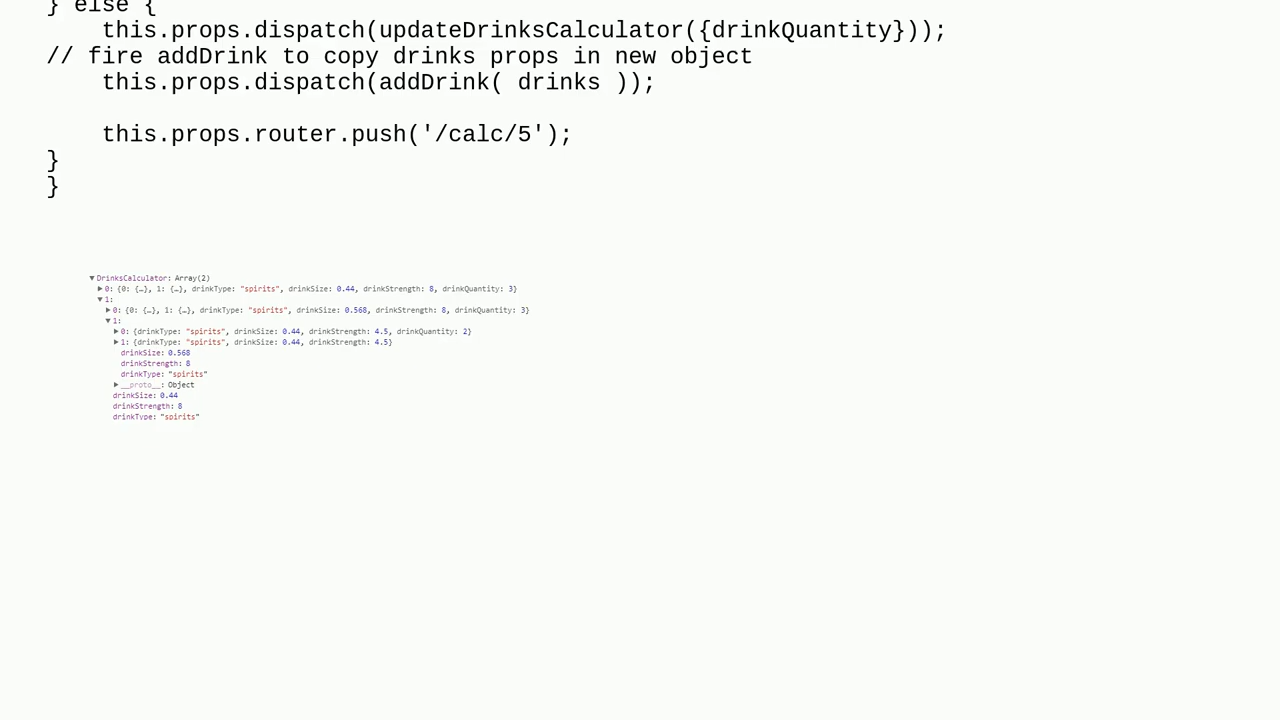 } else {
this.props.dispatch(updateDrinksCalculator({drinkQuantity}));
// fire addDrink to copy drinks props in new object
this.props.dispatch(addDrink( drinks ));
this.props.router.push('/calc/5');
}
}
▼ DrinksCalculator: Array(2)
▶ 0: {0: {…}, 1: {…}, drinkType: "spirits", drinkSize: 0.44, drinkStrength: 8, drinkQuantity: 3}
▼ 1:
▶ 0: {0: {…}, 1: {…}, drinkType: "spirits", drinkSize: 0.568, drinkStrength: 8, drinkQuantity: 3}
▼ 1:
▶ 0: {drinkType: "spirits", drinkSize: 0.44, drinkStrength: 4.5, drinkQuantity: 2}
▶ 1: {drinkType: "spirits", drinkSize: 0.44, drinkStrength: 4.5}
drinkSize: 0.568
drinkStrength: 8
drinkType: "spirits"
▶ __proto__: Object
drinkSize: 0.44
drinkStrength: 8
drinkType: "spirits"